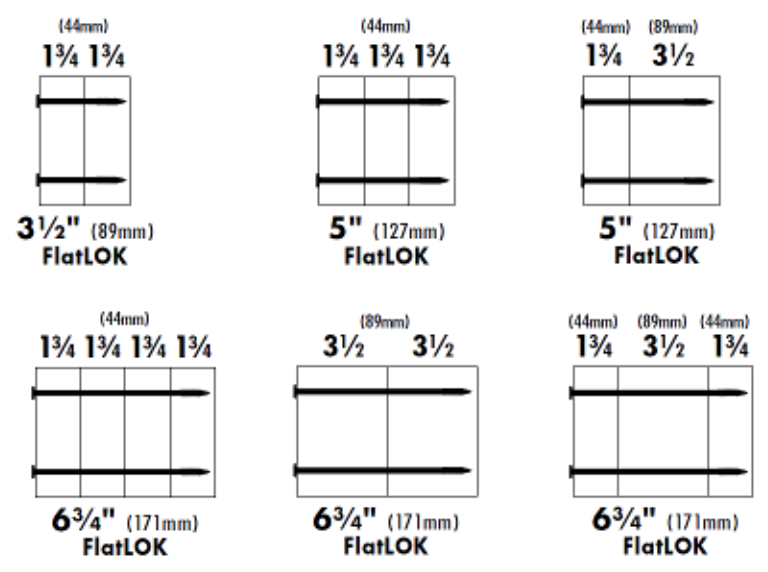 (44mm)
1¾ 1¾
3½" (89mm)
FlatLOK
(44mm)
1¾ 1¾ 1¾
5" (127mm)
FlatLOK
(44mm) (89mm)
1¾ 3½
5" (127mm)
FlatLOK
(44mm)
1¾ 1¾ 1¾ 1¾
6¾" (171mm)
FlatLOK
(89mm)
3½ 3½
6¾" (171mm)
FlatLOK
(44mm) (89mm) (44mm)
1¾ 3½ 1¾
6¾" (171mm)
FlatLOK